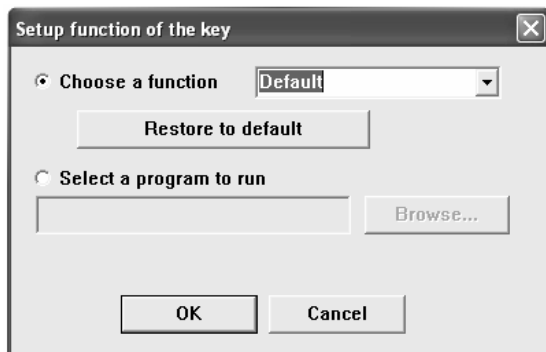 Setup function of the key
Choose a function Default
Restore to default
Select a program to run
Browse...
OK Cancel